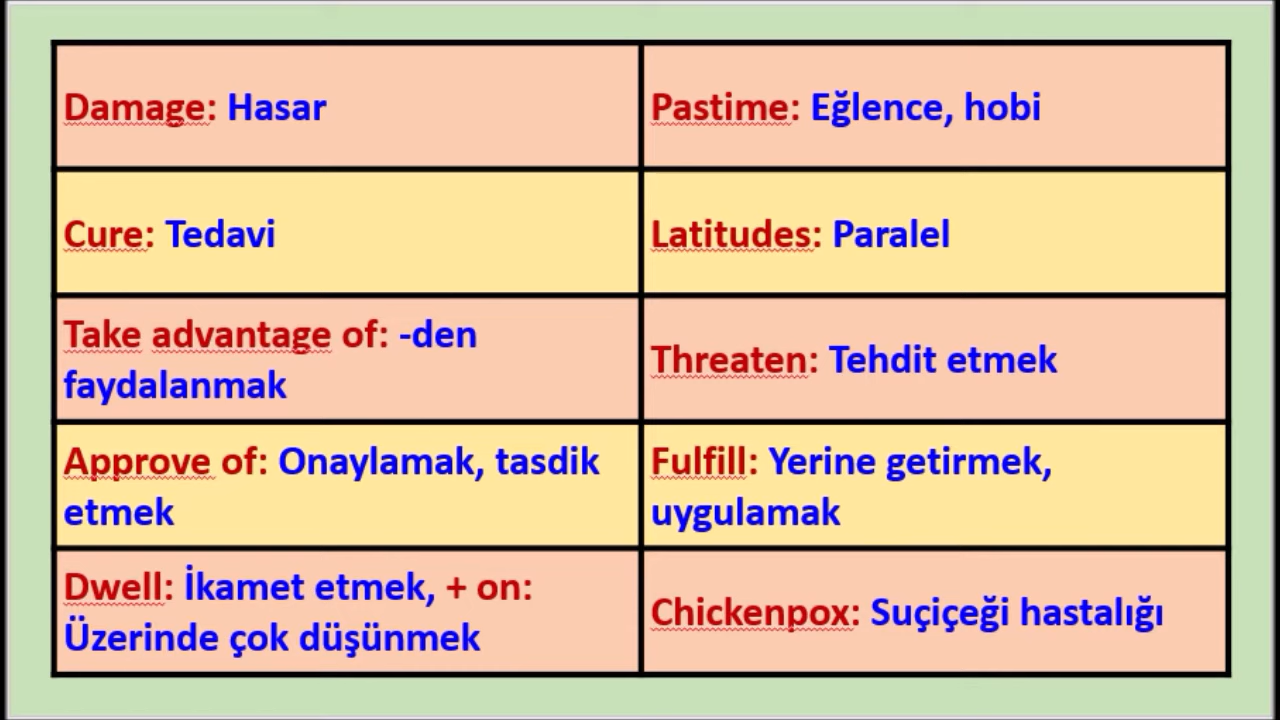 Damage: Hasar
Pastime: Eğlence, hobi
Cure: Tedavi
Latitudes: Paralel
Take advantage of: -den
faydalanmak
Threaten: Tehdit etmek
Approve of: Onaylamak, tasdik
etmek
Fulfill: Yerine getirmek,
uygulamak
Dwell: İkamet etmek, + on:
Üzerinde çok düşünmek
Chickenpox: Suçiçeği hastalığı